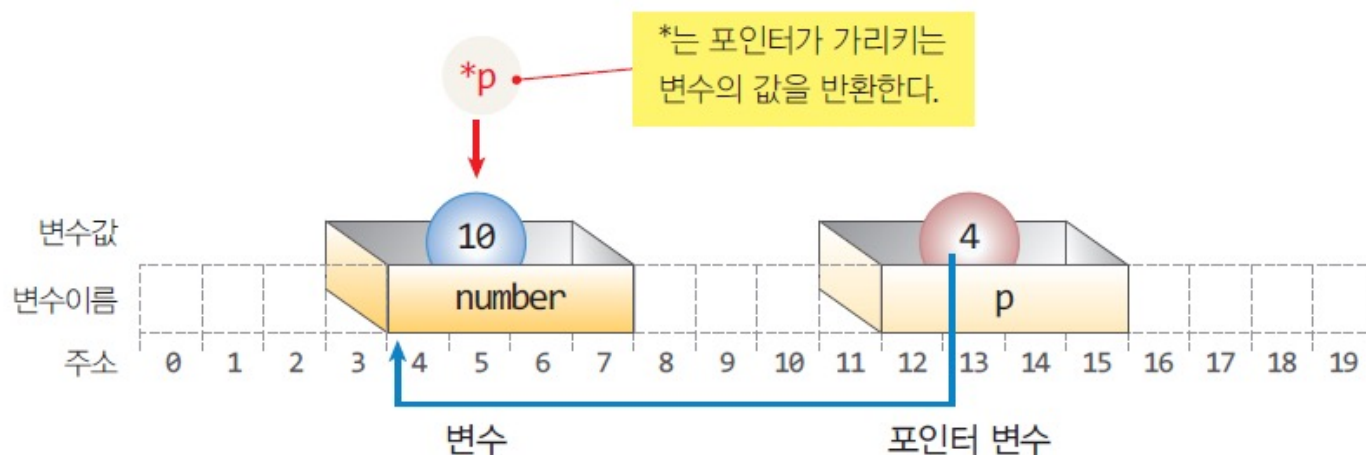 *p
*는 포인터가 가리키는
변수의 값을 반환한다.
변수값
10
4
변수이름
number
p
주소 0 1 2 3 4 5 6 7 8 9 10 11 12 13 14 15 16 17 18 19
변수
포인터 변수